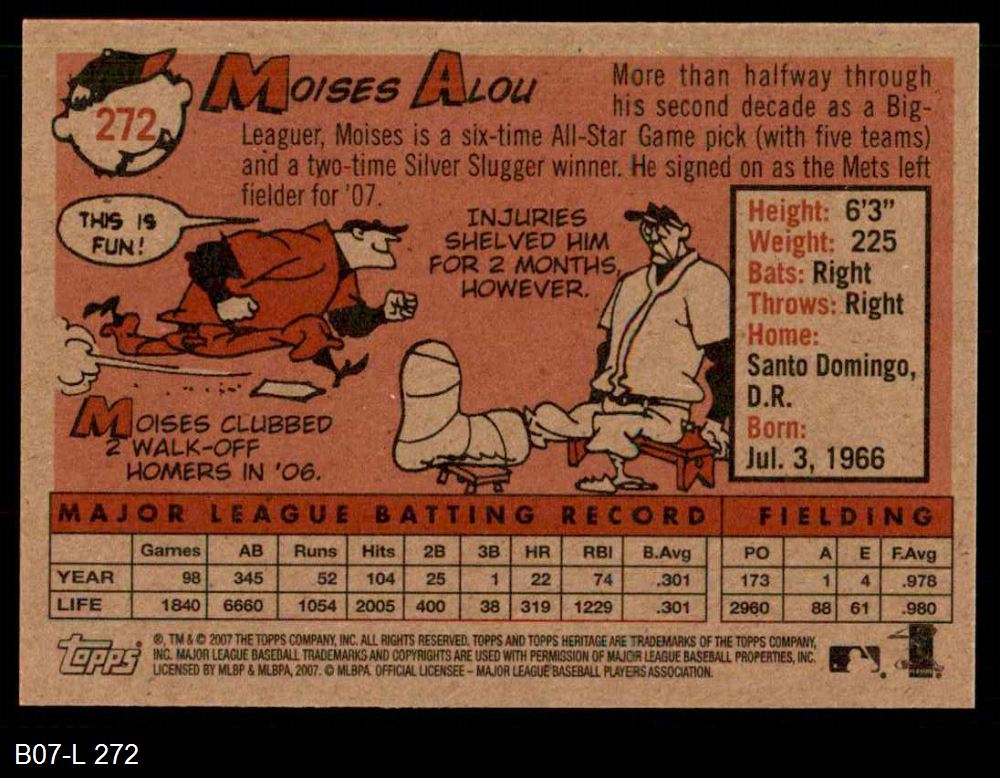 272
MOISES ALOU
More than halfway through
his second decade as a Big-
Leaguer, Moises is a six-time All-Star Game pick (with five teams)
and a two-time Silver Slugger winner. He signed on as the Mets left
fielder for '07.
THIS IS
FUN!
INJURIES
SHELVED HIM
FOR 2 MONTHS,
HOWEVER.
MOISES CLUBBED
2 WALK-OFF
HOMERS IN '06.
Height: 6'3"
Weight: 225
Bats: Right
Throws: Right
Home:
Santo Domingo,
D.R.
Born:
Jul. 3, 1966
MAJOR LEAGUE BATTING RECORD FIELDING
Games AB Runs Hits 2B 3B HR RBI B.Avg PO A E F.Avg
YEAR 98 345 52 104 25 1 22 74 .301 173 1 4 .978
LIFE 1840 6660 1054 2005 400 38 319 1229 .301 2960 88 61 .980
Topps
®, TM & © 2007 THE TOPPS COMPANY, INC. ALL RIGHTS RESERVED. TOPPS AND TOPPS HERITAGE ARE TRADEMARKS OF THE TOPPS COMPANY,
INC. MAJOR LEAGUE BASEBALL TRADEMARKS AND COPYRIGHTS ARE USED WITH PERMISSION OF MAJOR LEAGUE BASEBALL PROPERTIES, INC.
LICENSED BY MLBP & MLBPA, 2007. © MLBPA. OFFICIAL LICENSEE – MAJOR LEAGUE BASEBALL PLAYERS ASSOCIATION.
B07-L 272